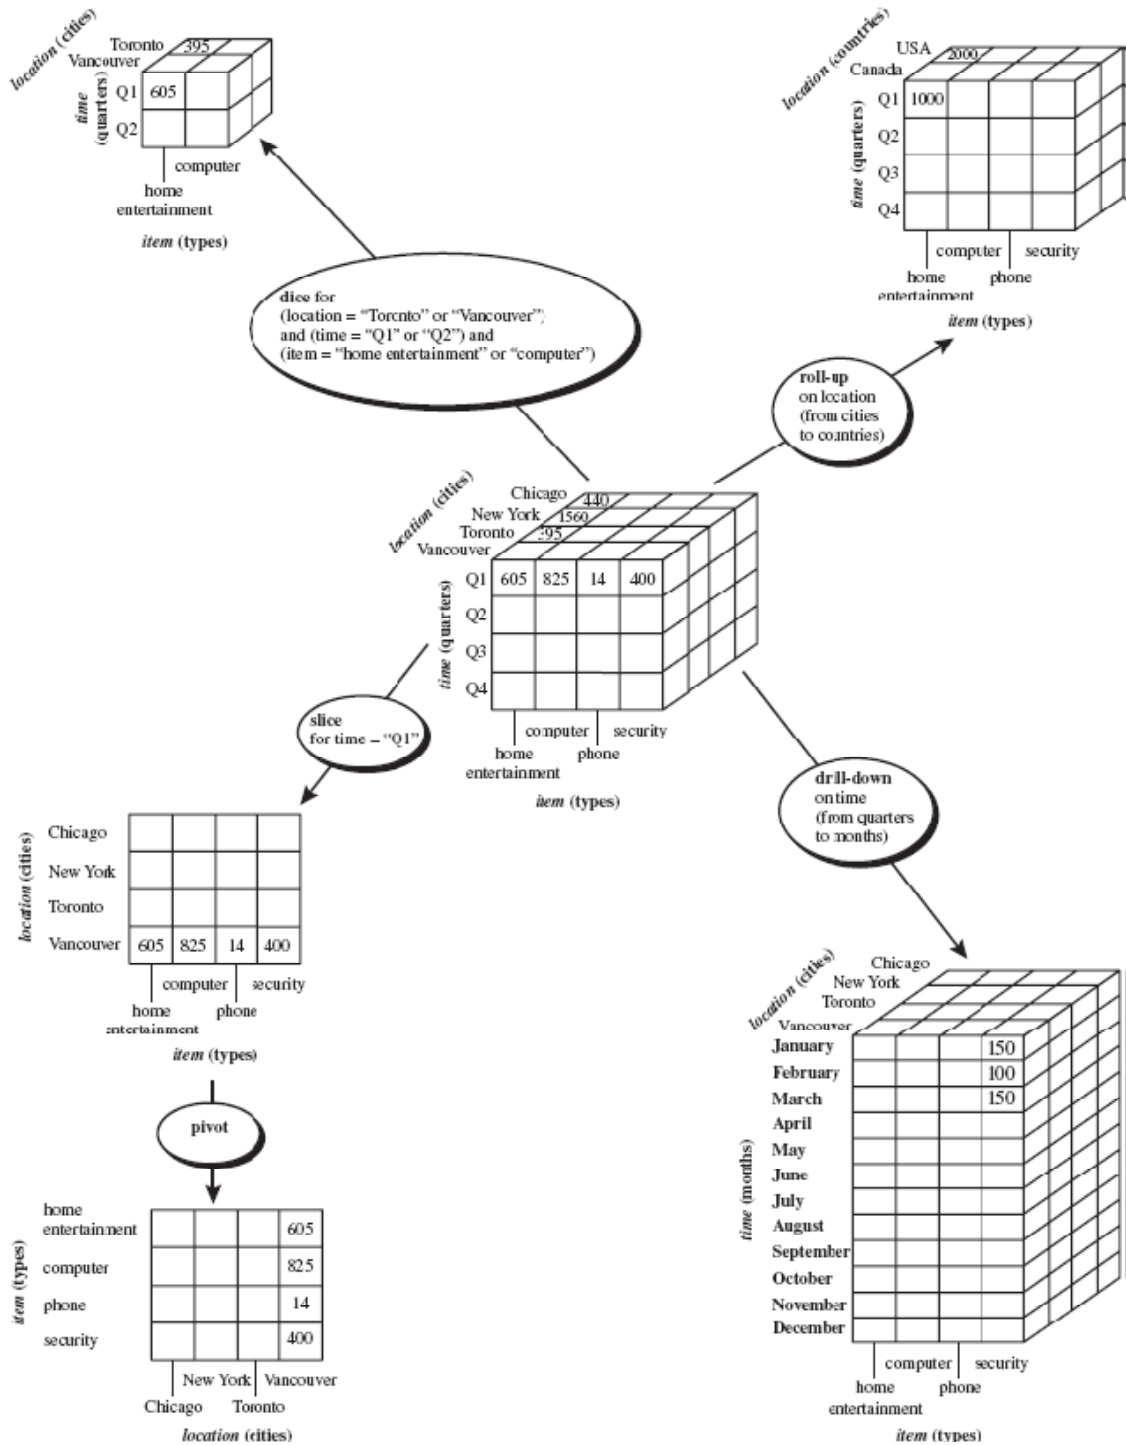 location (cities)
Toronto 395
Vancouver
time (quarters)
Q1 605
Q2
computer
home
entertainment
item (types)
location (countries)
USA 2000
Canada
time (quarters)
Q1 1000
Q2
Q3
Q4
computer security
home phone
entertainment
item (types)
dice for
(location = “Toronto” or “Vancouver”)
and (time = “Q1” or “Q2”) and
(item = “home entertainment” or “computer”)
roll-up
on location
(from cities
to countries)
location (cities)
Chicago 440
New York 1560
Toronto 395
Vancouver
time (quarters)
Q1 605 825 14 400
Q2
Q3
Q4
computer security
home phone
entertainment
item (types)
slice
for time = “Q1”
drill-down
on time
(from quarters
to months)
location (cities)
Chicago
New York
Toronto
Vancouver 605 825 14 400
computer security
home phone
entertainment
item (types)
pivot
item (types)
home
entertainment 605
computer 825
phone 14
security 400
New York Vancouver
Chicago Toronto
location (cities)
location (cities)
Chicago
New York
Toronto
Vancouver
time (months)
January 150
February 100
March 150
April
May
June
July
August
September
October
November
December
computer security
home phone
entertainment
item (types)